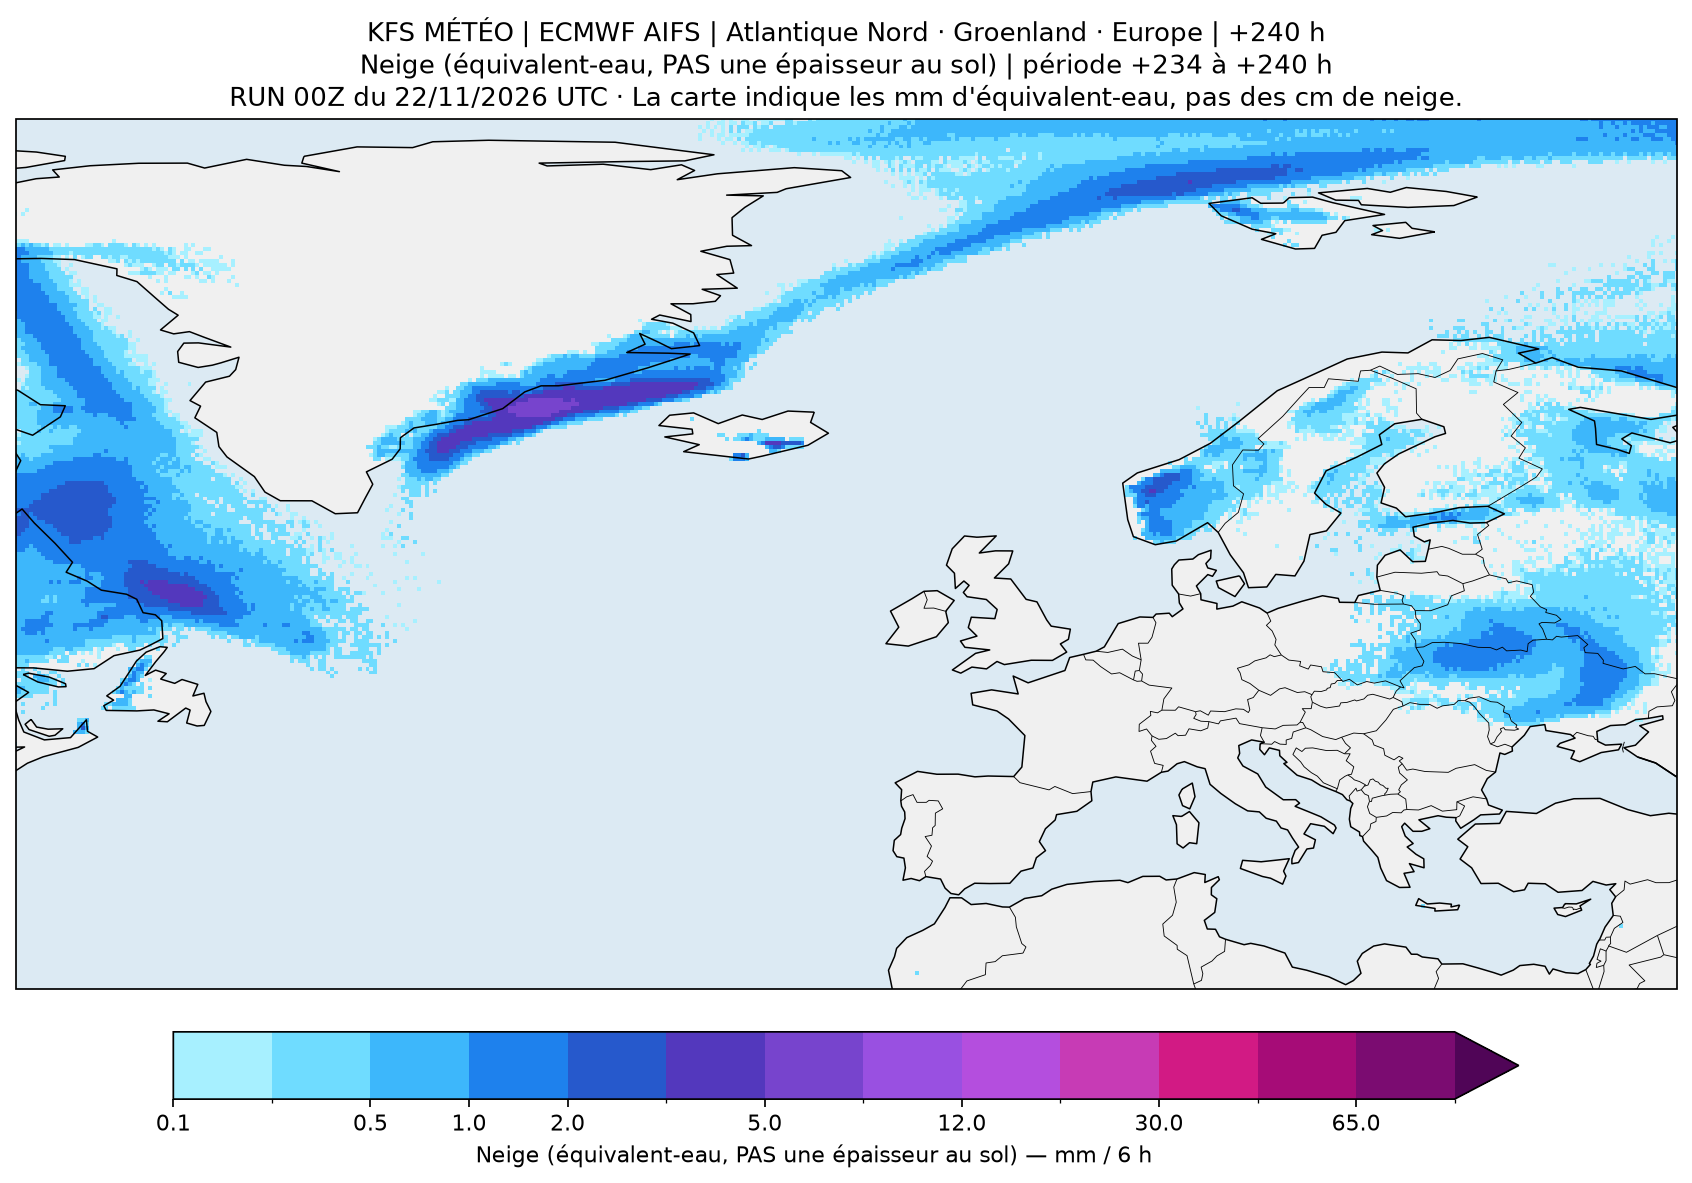 KFS MÉTÉO | ECMWF AIFS | Atlantique Nord · Groenland · Europe | +240 h
Neige (équivalent-eau, PAS une épaisseur au sol) | période +234 à +240 h
RUN 00Z du 22/11/2026 UTC · La carte indique les mm d'équivalent-eau, pas des cm de neige.
0.1 0.5 1.0 2.0 5.0 12.0 30.0 65.0
Neige (équivalent-eau, PAS une épaisseur au sol) — mm / 6 h